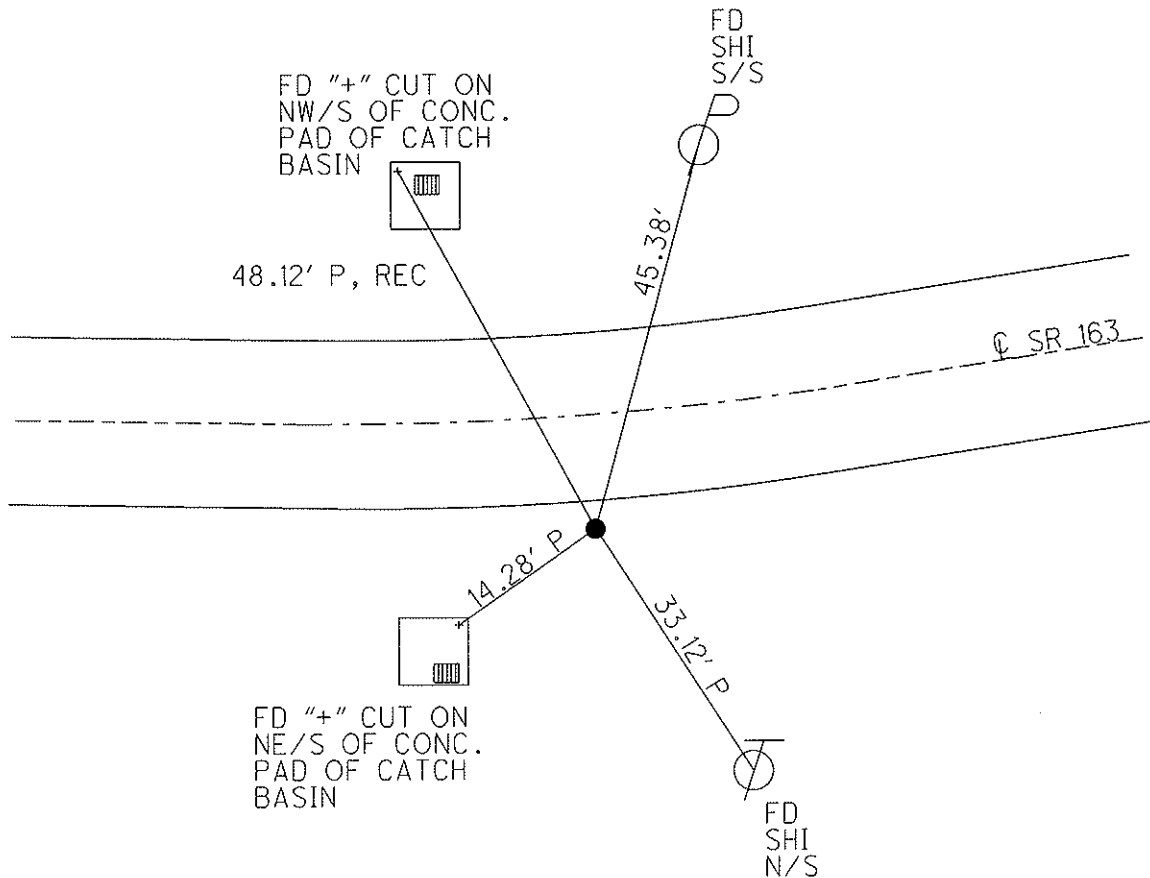 FD
SHI
S/S
FD "+" CUT ON
NW/S OF CONC.
PAD OF CATCH
BASIN
48.12' P, REC
45.38'
℄ SR 163
14.28' P
33.12' P
FD "+" CUT ON
NE/S OF CONC.
PAD OF CATCH
BASIN
FD
SHI
N/S